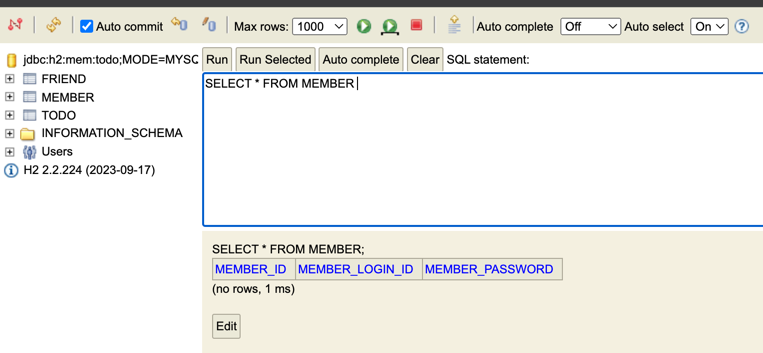 Auto commit Max rows: 1000 Auto complete Off Auto select On ?
jdbc:h2:mem:todo;MODE=MYSC Run Run Selected Auto complete Clear SQL statement:
FRIEND
MEMBER
TODO
INFORMATION_SCHEMA
Users
H2 2.2.224 (2023-09-17)
SELECT * FROM MEMBER
SELECT * FROM MEMBER;
MEMBER_ID MEMBER_LOGIN_ID MEMBER_PASSWORD
(no rows, 1 ms)
Edit